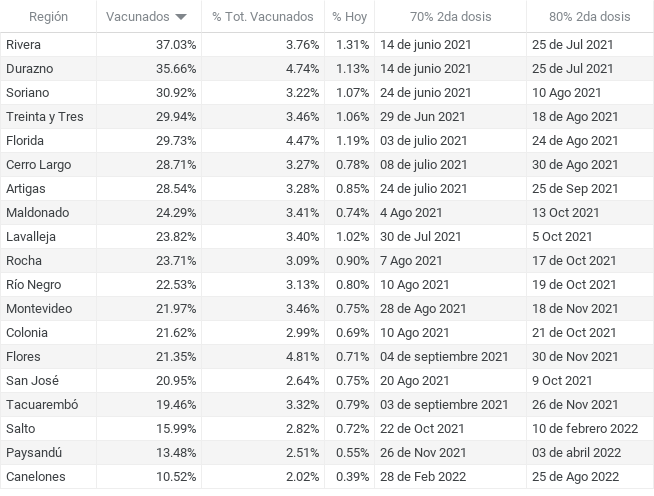 Región Vacunados % Tot. Vacunados % Hoy 70% 2da dosis 80% 2da dosis
Rivera 37.03% 3.76% 1.31% 14 de junio 2021 25 de Jul 2021
Durazno 35.66% 4.74% 1.13% 14 de junio 2021 25 de Jul 2021
Soriano 30.92% 3.22% 1.07% 24 de junio 2021 10 Ago 2021
Treinta y Tres 29.94% 3.46% 1.06% 29 de Jun 2021 18 de Ago 2021
Florida 29.73% 4.47% 1.19% 03 de julio 2021 24 de Ago 2021
Cerro Largo 28.71% 3.27% 0.78% 08 de julio 2021 30 de Ago 2021
Artigas 28.54% 3.28% 0.85% 24 de julio 2021 25 de Sep 2021
Maldonado 24.29% 3.41% 0.74% 4 Ago 2021 13 Oct 2021
Lavalleja 23.82% 3.40% 1.02% 30 de Jul 2021 5 Oct 2021
Rocha 23.71% 3.09% 0.90% 7 Ago 2021 17 de Oct 2021
Río Negro 22.53% 3.13% 0.80% 10 Ago 2021 19 de Oct 2021
Montevideo 21.97% 3.46% 0.75% 28 de Ago 2021 18 de Nov 2021
Colonia 21.62% 2.99% 0.69% 10 Ago 2021 21 de Oct 2021
Flores 21.35% 4.81% 0.71% 04 de septiembre 2021 30 de Nov 2021
San José 20.95% 2.64% 0.75% 20 Ago 2021 9 Oct 2021
Tacuarembó 19.46% 3.32% 0.79% 03 de septiembre 2021 26 de Nov 2021
Salto 15.99% 2.82% 0.72% 22 de Oct 2021 10 de febrero 2022
Paysandú 13.48% 2.51% 0.55% 26 de Nov 2021 03 de abril 2022
Canelones 10.52% 2.02% 0.39% 28 de Feb 2022 25 de Ago 2022